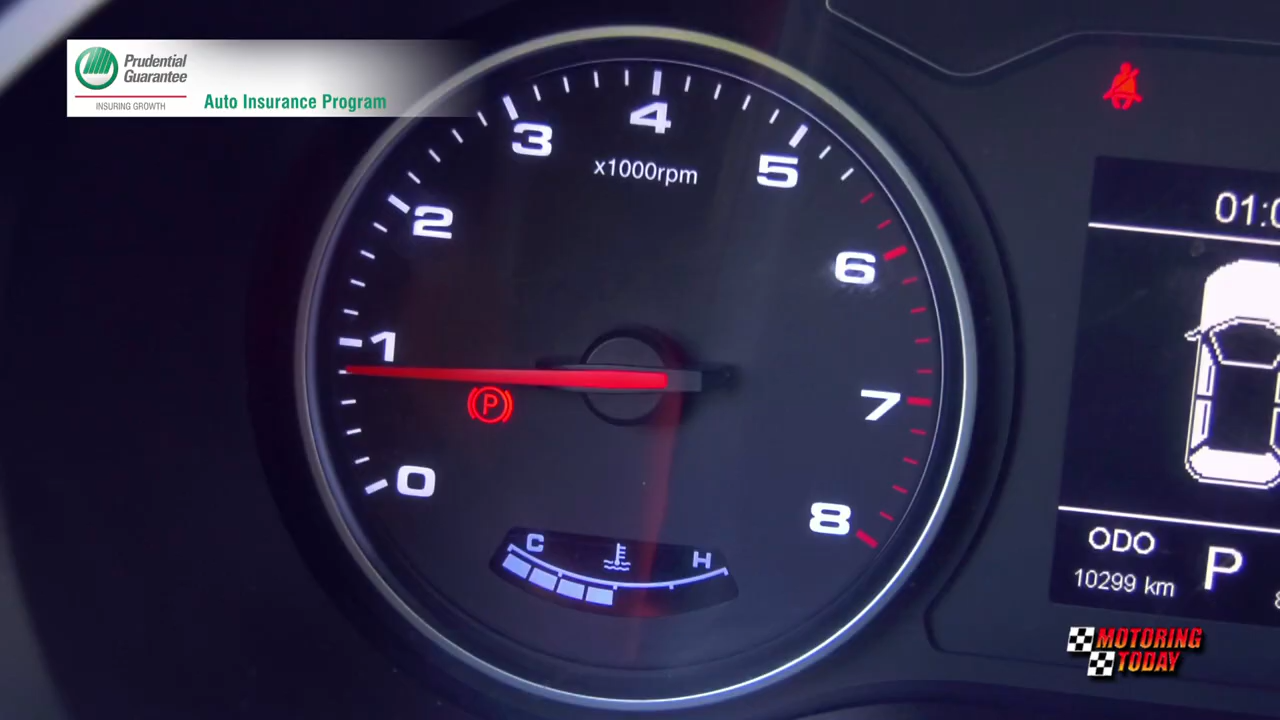 Prudential
Guarantee
INSURING GROWTH
Auto Insurance Program
0
1
2
3
4
5
6
7
8
x1000rpm
P
C
H
ODO
10299 km
P
MOTORING
TODAY